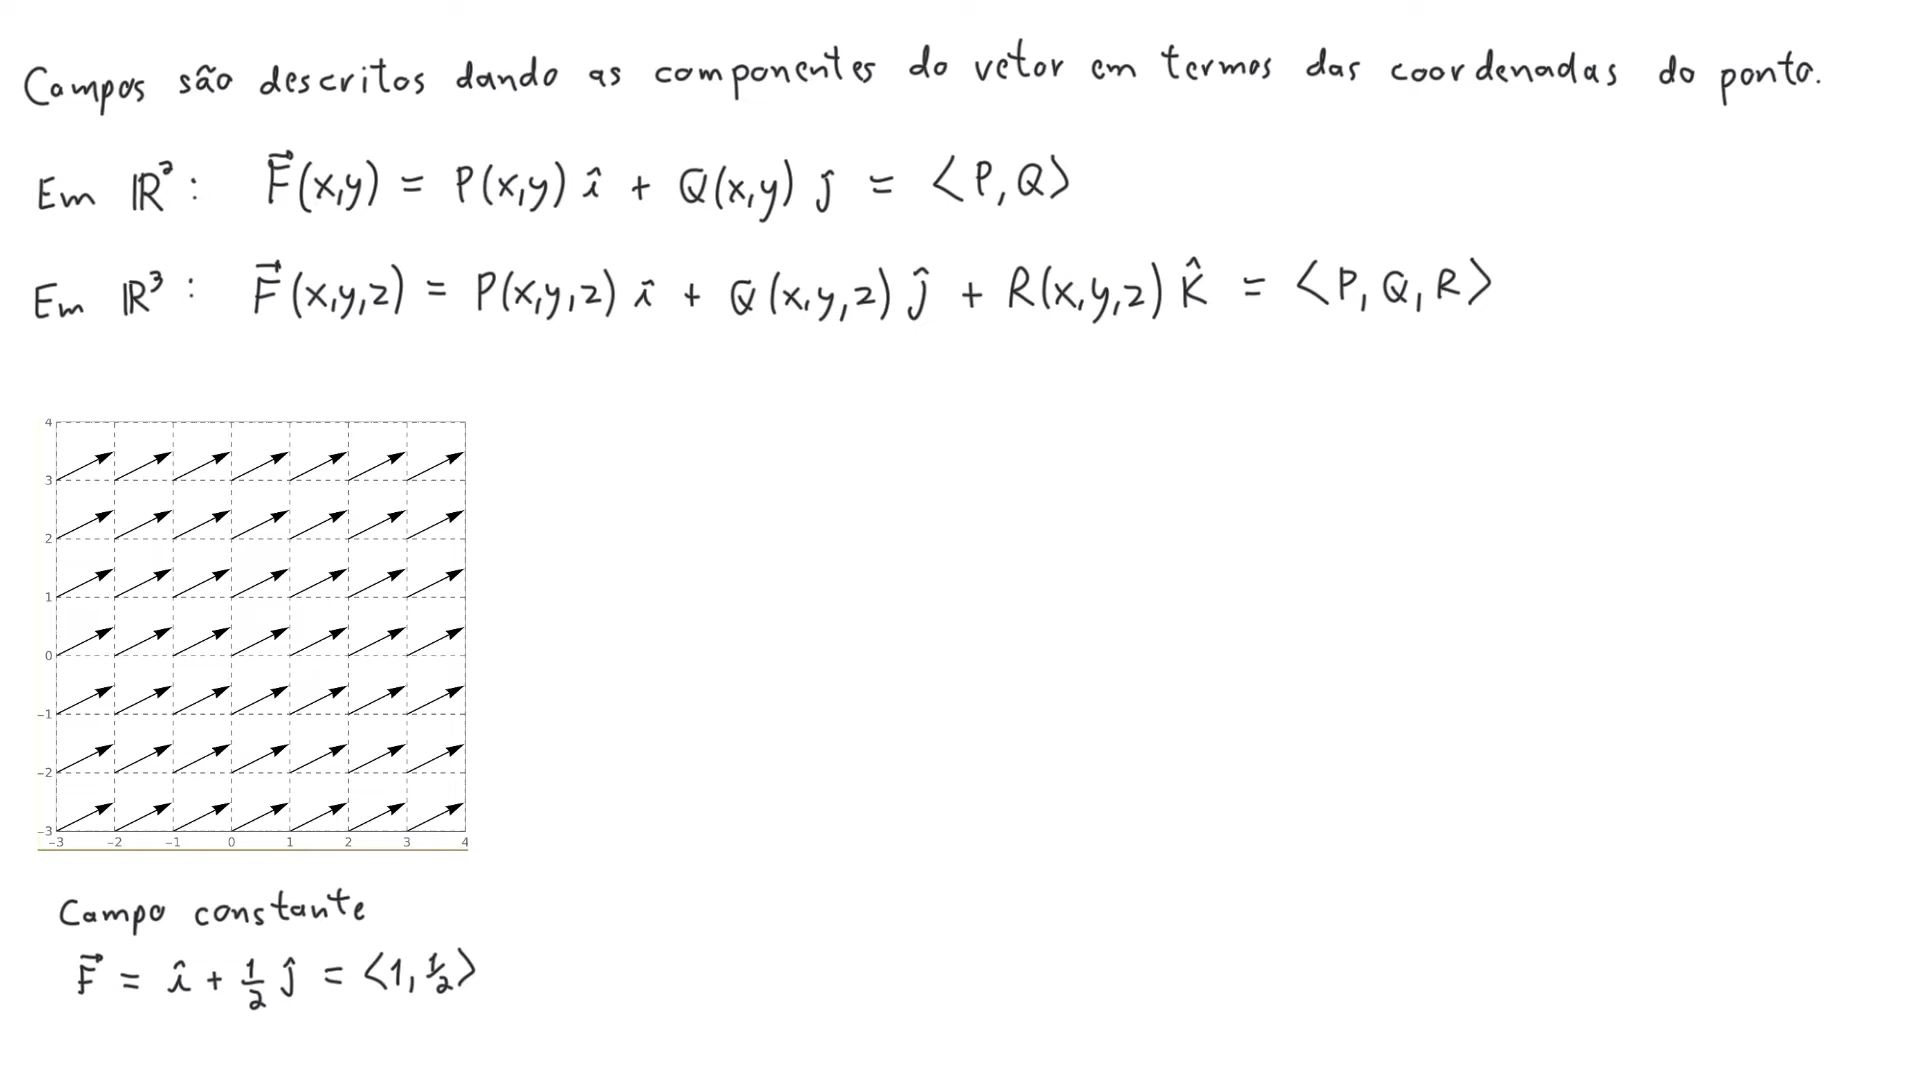 Campos são descritos dando as componentes do vetor em termos das coordenadas do ponto.
Em ℝ²: F⃗(x,y) = P(x,y) î + Q(x,y) ĵ = ⟨P, Q⟩
Em ℝ³: F⃗(x,y,z) = P(x,y,z) î + Q(x,y,z) ĵ + R(x,y,z) k̂ = ⟨P, Q, R⟩
4
3
2
1
0
−1
−2
−3
−3 −2 −1 0 1 2 3 4
Campo constante
F⃗ = î + 1/2 ĵ = ⟨1, 1/2⟩